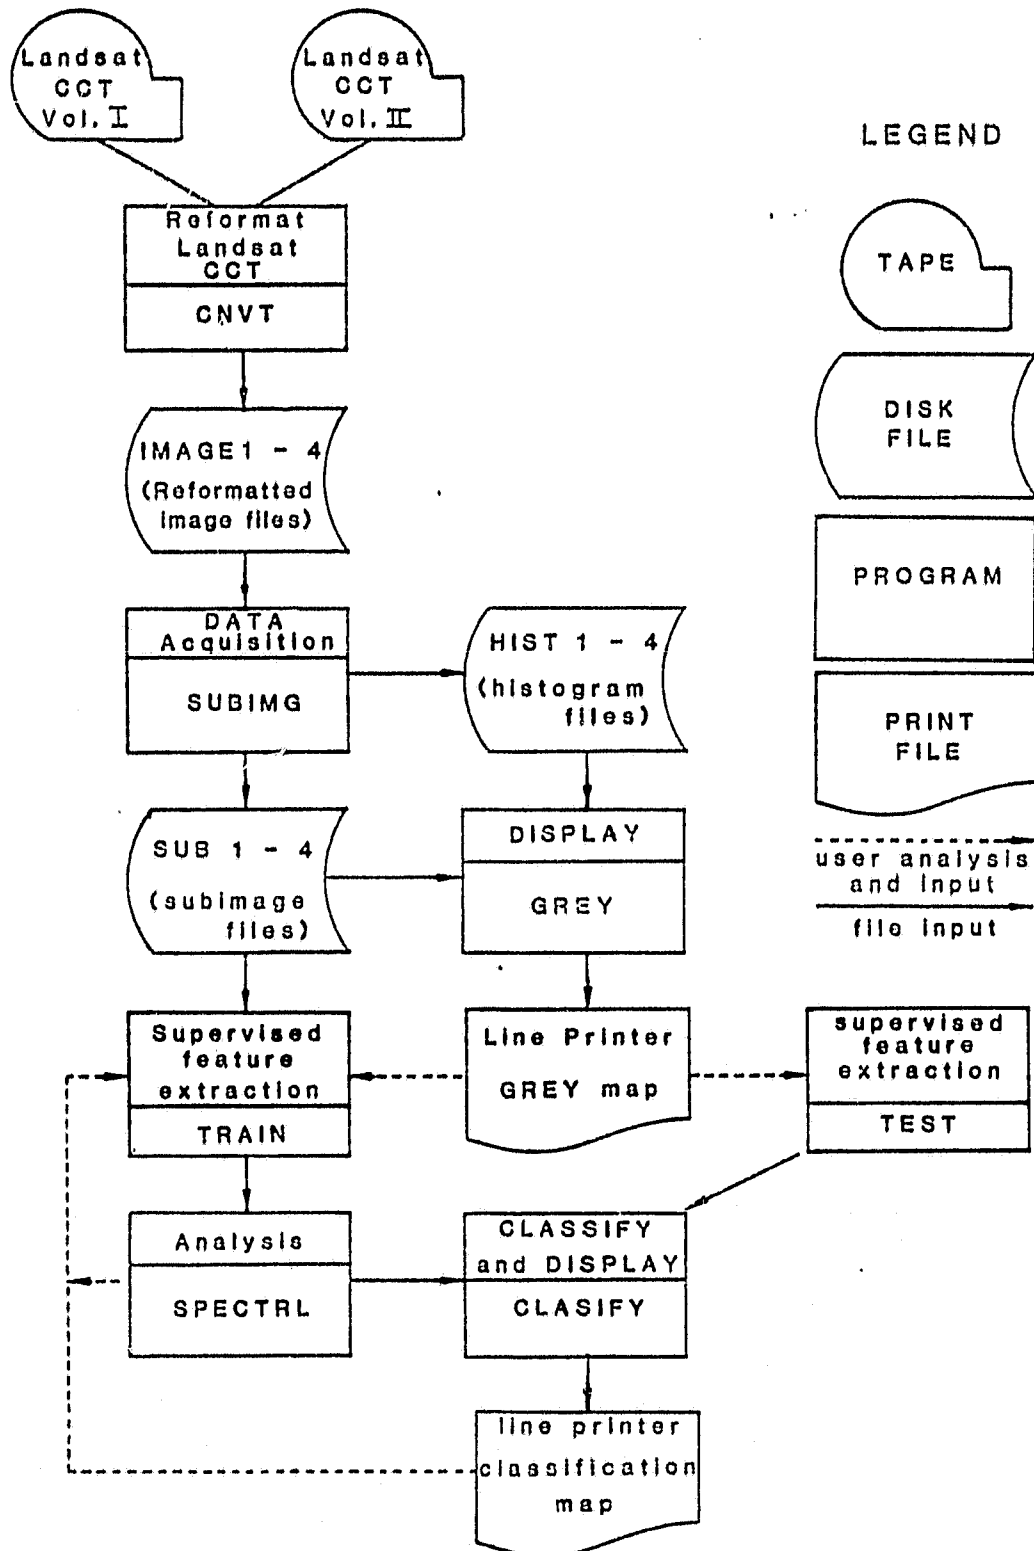 Landsat
CCT
Vol. I
Landsat
CCT
Vol. II
LEGEND
Reformat
Landsat
CCT
CNVT
TAPE
IMAGE1 - 4
(Reformatted
image files)
DISK
FILE
PROGRAM
DATA
Acquisition
SUBIMG
HIST 1 - 4
(histogram
files)
PRINT
FILE
SUB 1 - 4
(subimage
files)
DISPLAY
GREY
user analysis
and input
file input
Supervised
feature
extraction
TRAIN
Line Printer
GREY map
supervised
feature
extraction
TEST
Analysis
SPECTRL
CLASSIFY
and DISPLAY
CLASIFY
line printer
classification
map